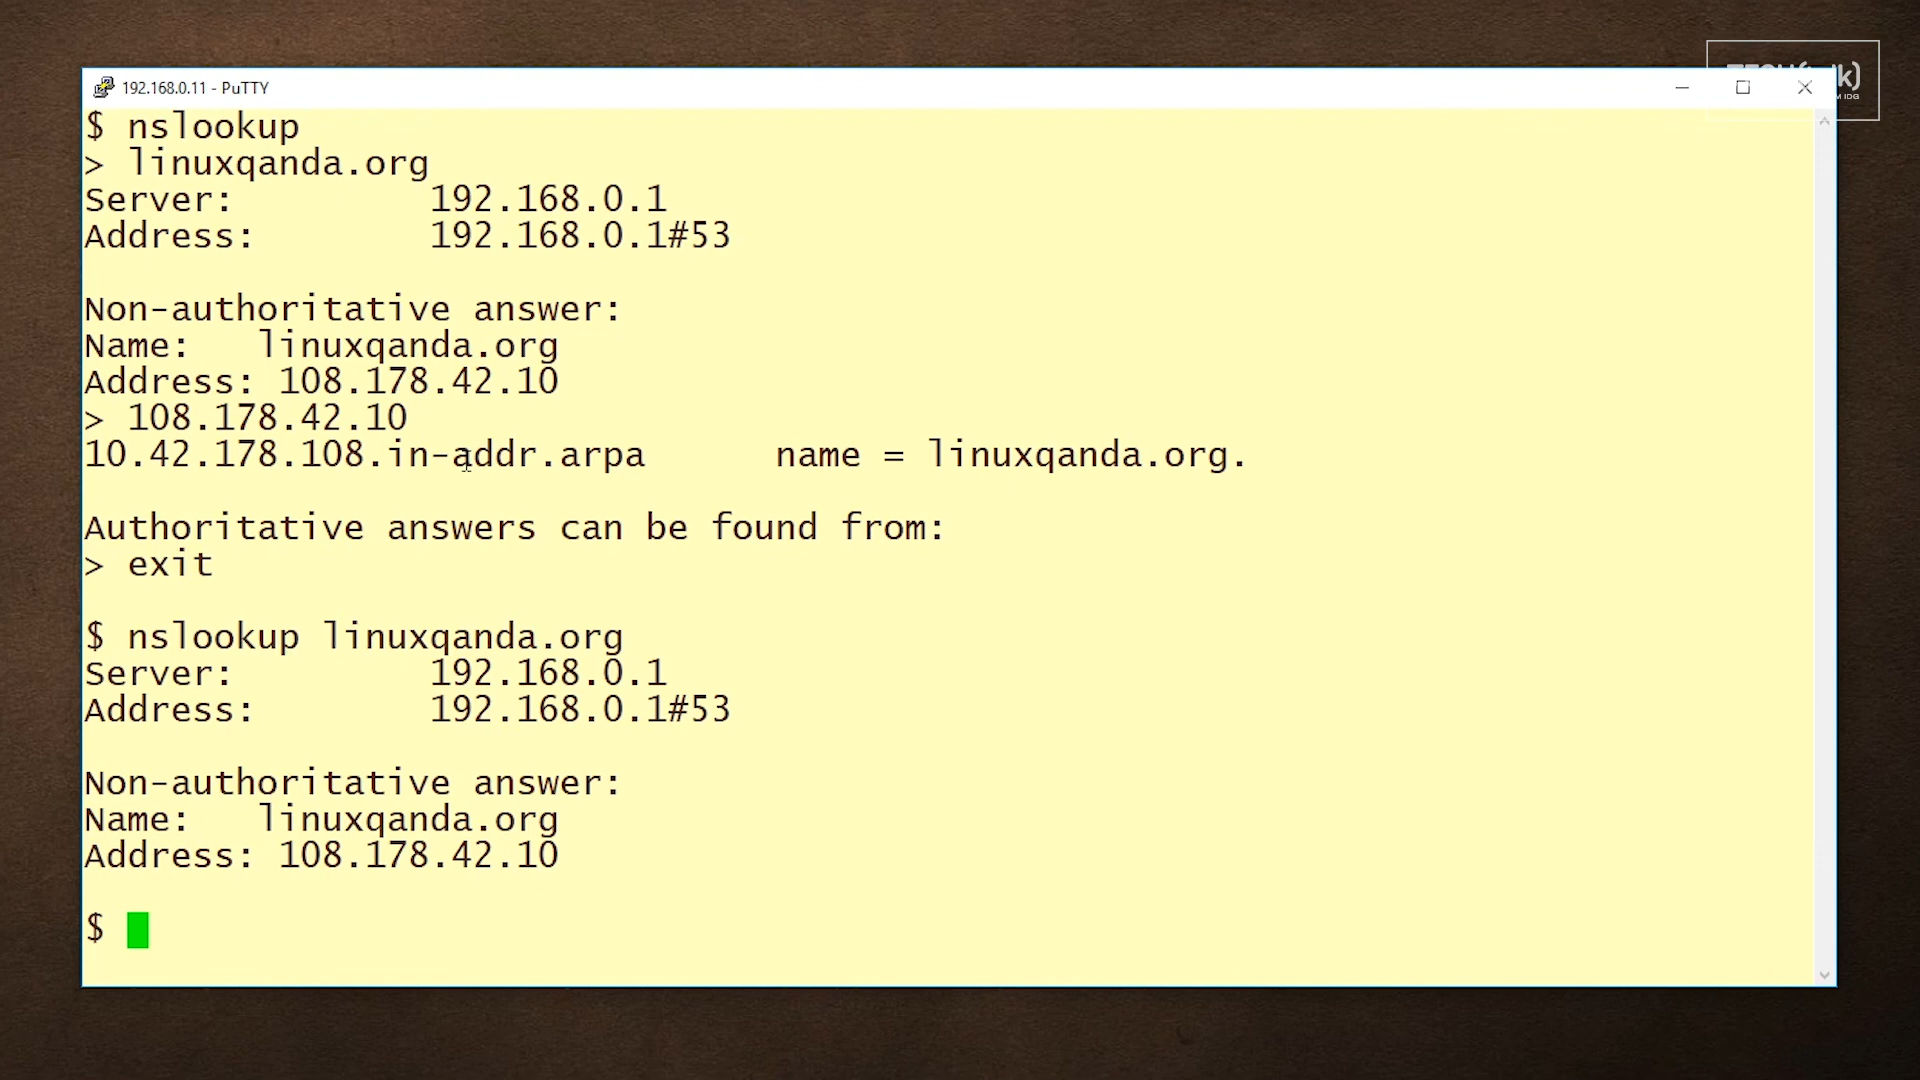 192.168.0.11 - PuTTY
$ nslookup
> linuxqanda.org
Server:         192.168.0.1
Address:        192.168.0.1#53
Non-authoritative answer:
Name:   linuxqanda.org
Address: 108.178.42.10
> 108.178.42.10
10.42.178.108.in-addr.arpa      name = linuxqanda.org.
Authoritative answers can be found from:
> exit
$ nslookup linuxqanda.org
Server:         192.168.0.1
Address:        192.168.0.1#53
Non-authoritative answer:
Name:   linuxqanda.org
Address: 108.178.42.10
$